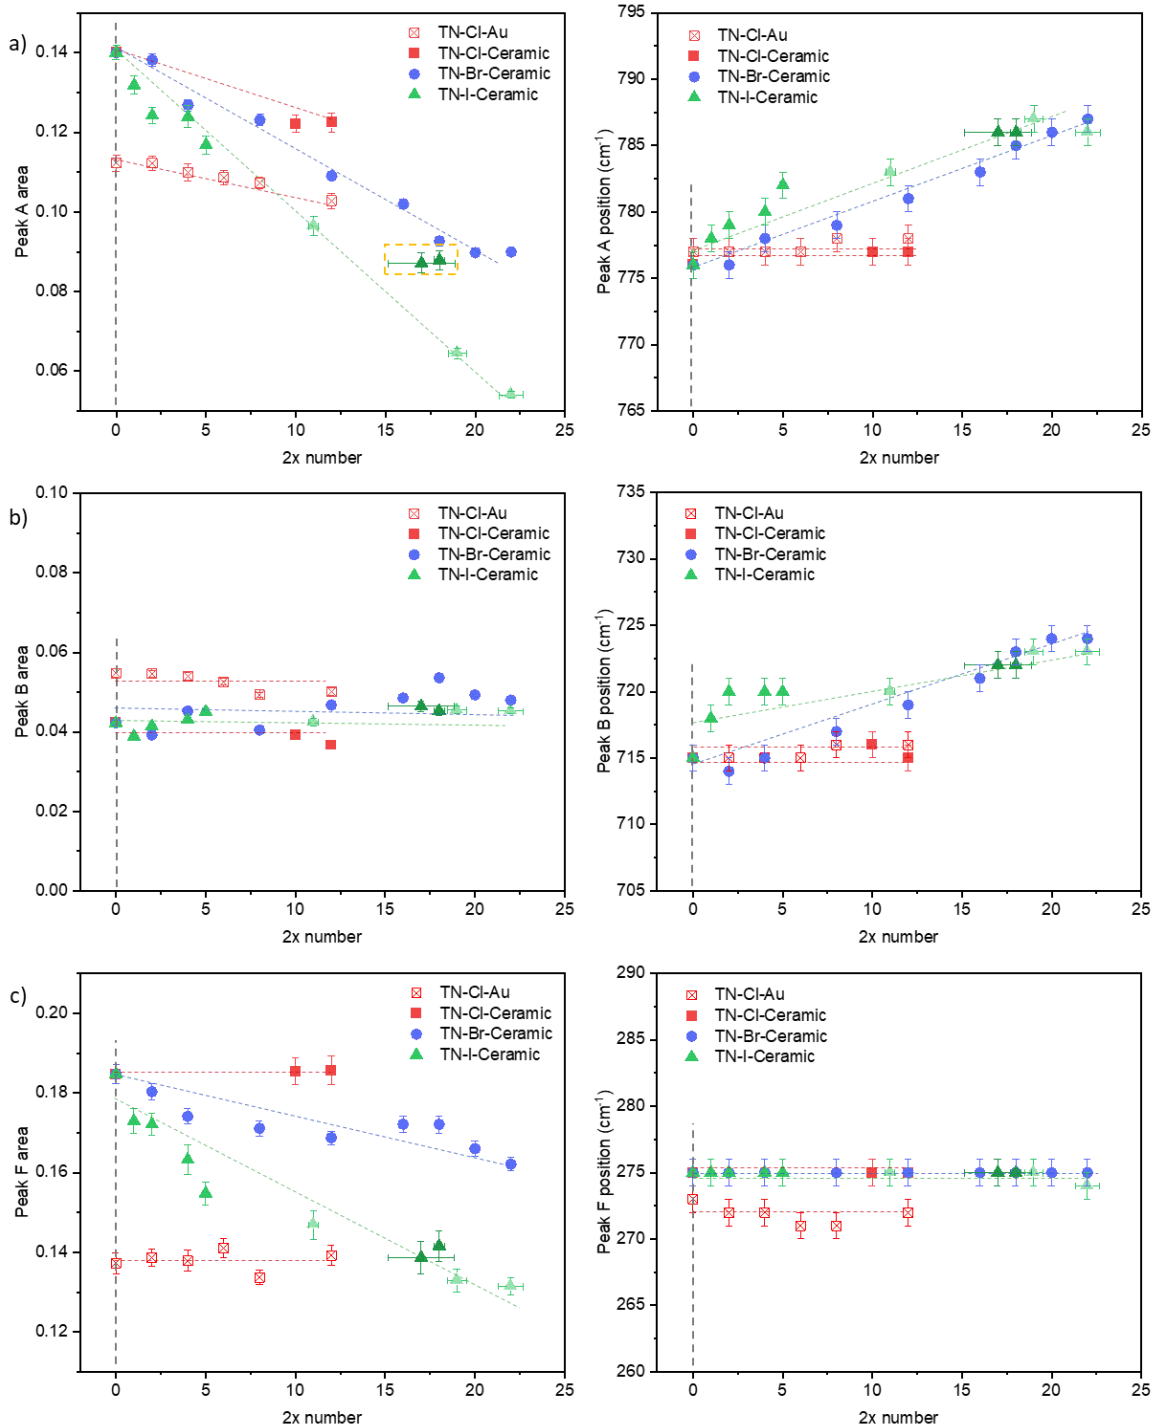 a)
Peak A area
0.14
0.12
0.10
0.08
0.06
TN-Cl-Au
TN-Cl-Ceramic
TN-Br-Ceramic
TN-I-Ceramic
0 5 10 15 20 25
2x number
Peak A position (cm⁻¹)
795
790
785
780
775
770
765
TN-Cl-Au
TN-Cl-Ceramic
TN-Br-Ceramic
TN-I-Ceramic
0 5 10 15 20 25
2x number
b)
Peak B area
0.10
0.08
0.06
0.04
0.02
0.00
TN-Cl-Au
TN-Cl-Ceramic
TN-Br-Ceramic
TN-I-Ceramic
0 5 10 15 20 25
2x number
Peak B position (cm⁻¹)
735
730
725
720
715
710
705
TN-Cl-Au
TN-Cl-Ceramic
TN-Br-Ceramic
TN-I-Ceramic
0 5 10 15 20 25
2x number
c)
Peak F area
0.20
0.18
0.16
0.14
0.12
TN-Cl-Au
TN-Cl-Ceramic
TN-Br-Ceramic
TN-I-Ceramic
0 5 10 15 20 25
2x number
Peak F position (cm⁻¹)
290
285
280
275
270
265
260
TN-Cl-Au
TN-Cl-Ceramic
TN-Br-Ceramic
TN-I-Ceramic
0 5 10 15 20 25
2x number